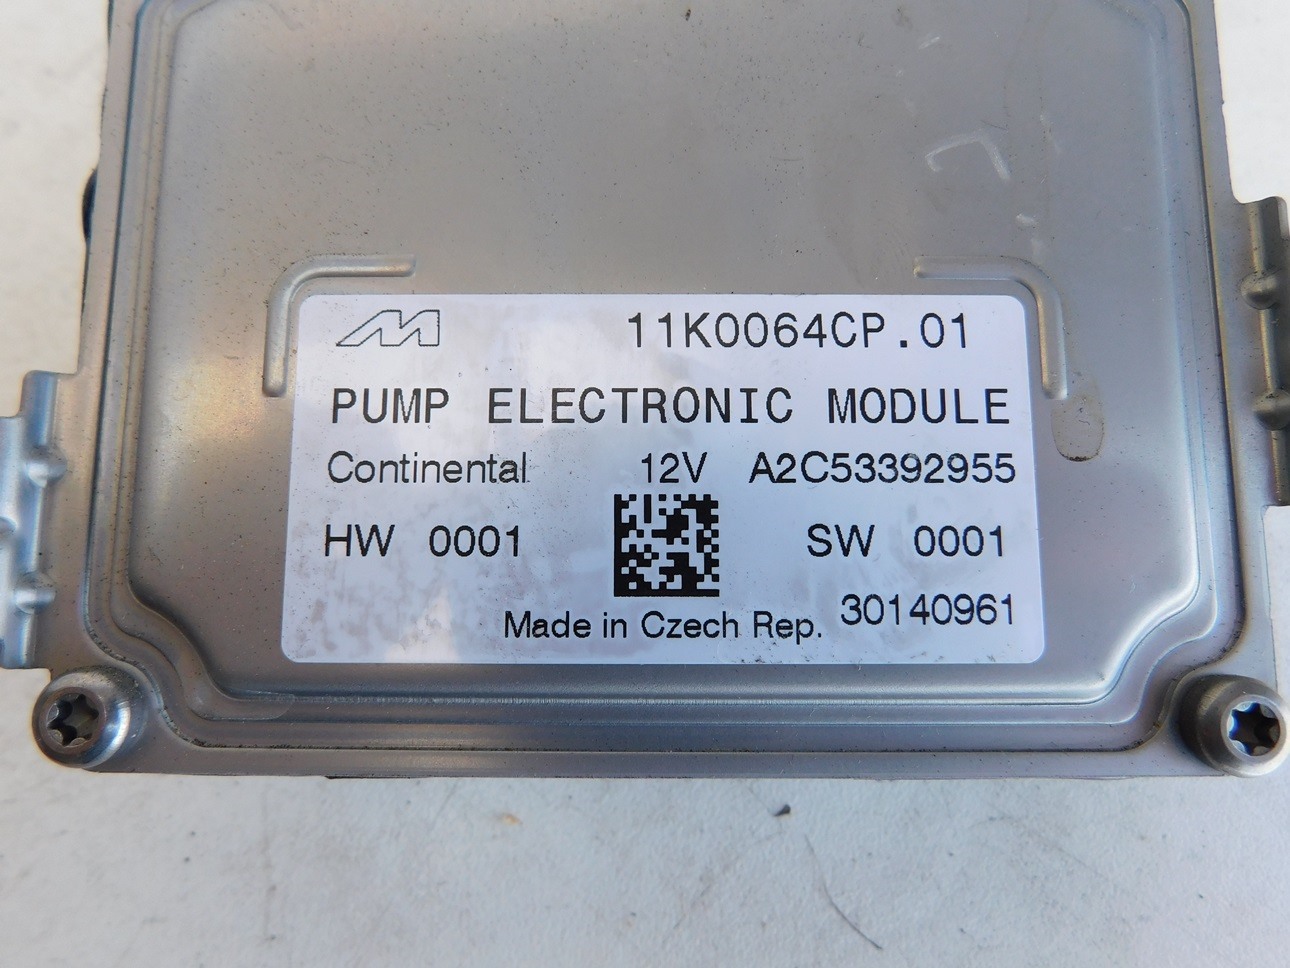 11K0064CP.01
PUMP ELECTRONIC MODULE
Continental 12V A2C53392955
HW 0001 SW 0001
Made in Czech Rep. 30140961